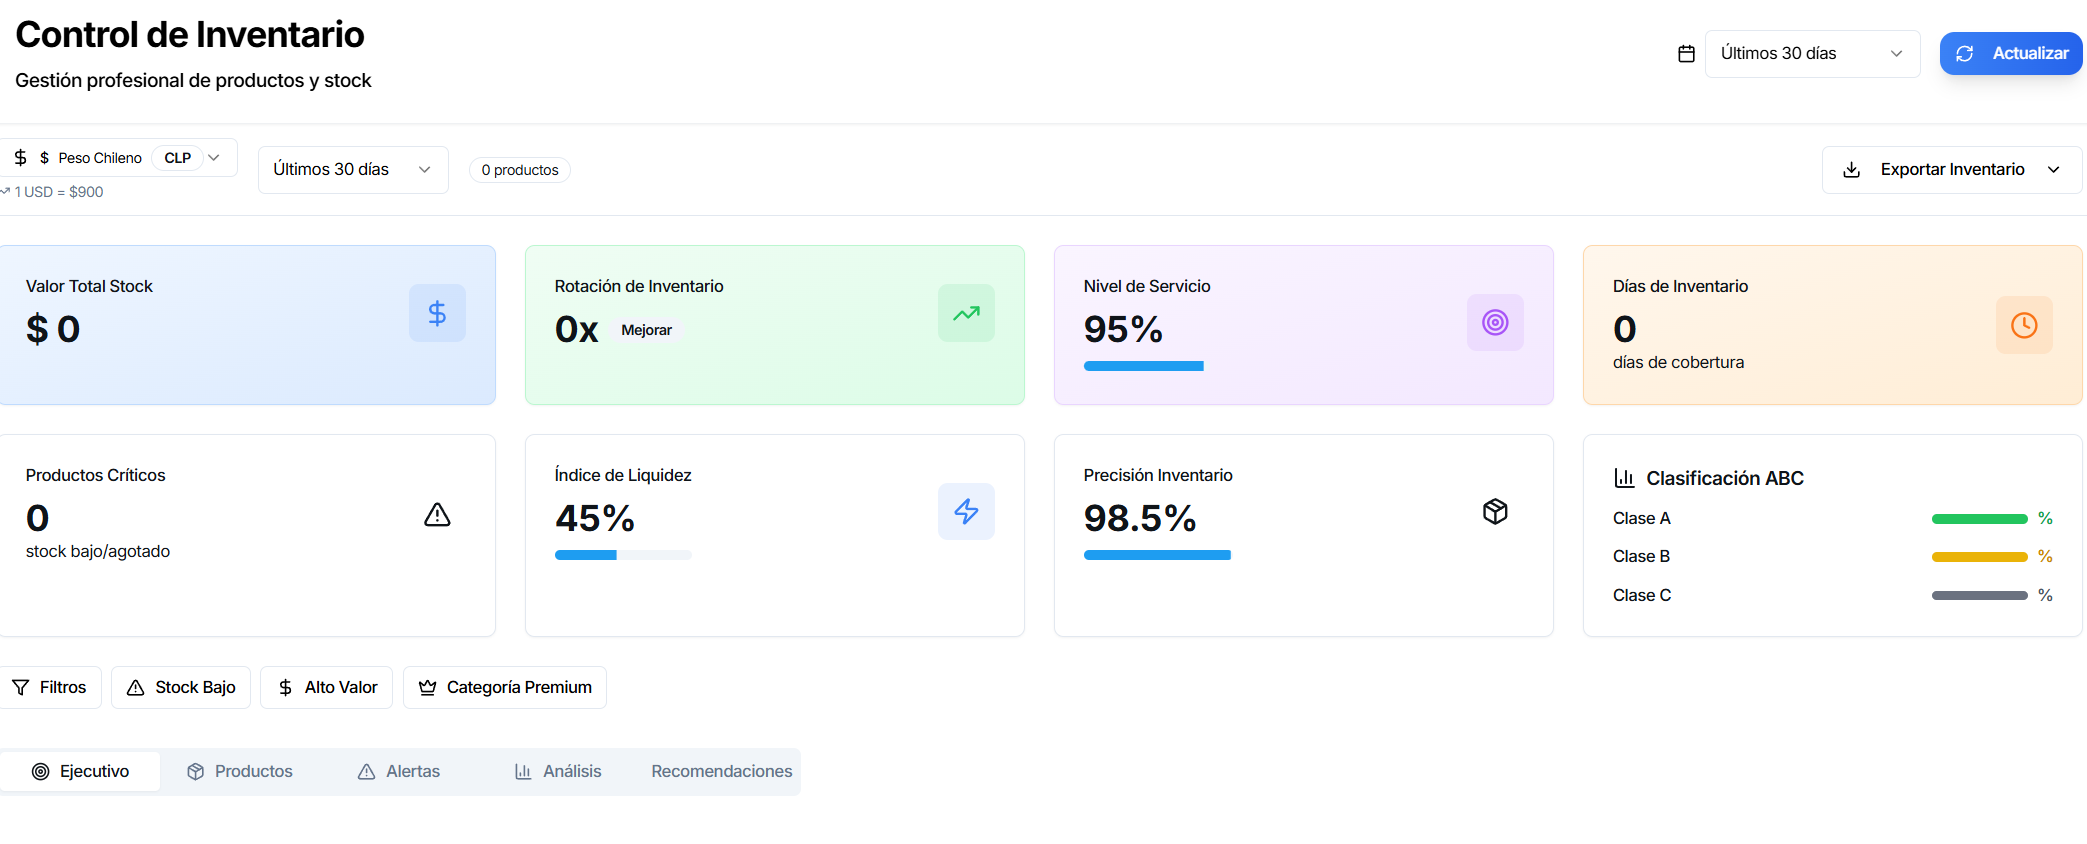 Control de Inventario
Gestión profesional de productos y stock
Últimos 30 días
Actualizar
$ Peso Chileno CLP
1 USD = $900
Últimos 30 días
0 productos
Exportar Inventario
Valor Total Stock
$ 0
Rotación de Inventario
0x Mejorar
Nivel de Servicio
95%
Días de Inventario
0
días de cobertura
Productos Críticos
0
stock bajo/agotado
Índice de Liquidez
45%
Precisión Inventario
98.5%
Clasificación ABC
Clase A %
Clase B %
Clase C %
Filtros
Stock Bajo
Alto Valor
Categoría Premium
Ejecutivo
Productos
Alertas
Análisis
Recomendaciones